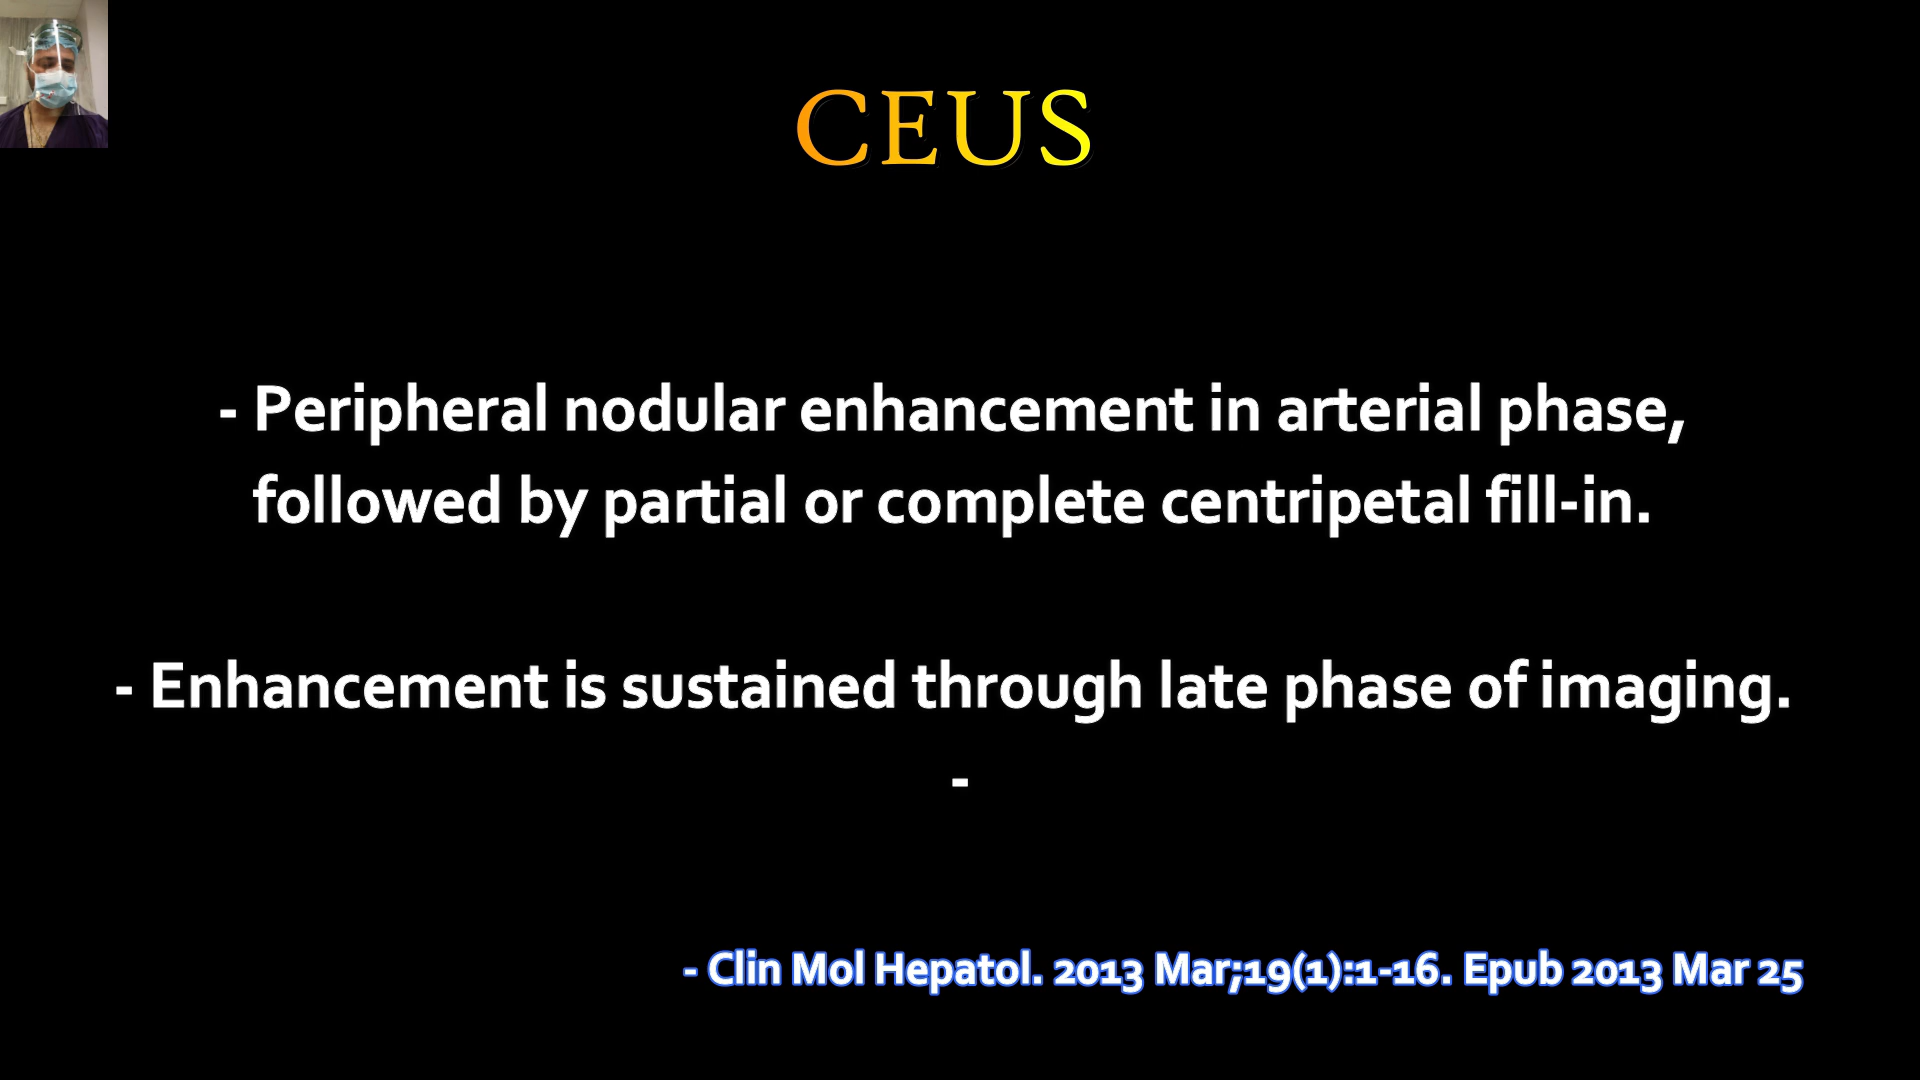 CEUS
- Peripheral nodular enhancement in arterial phase,
followed by partial or complete centripetal fill-in.
- Enhancement is sustained through late phase of imaging.
-
- Clin Mol Hepatol. 2013 Mar;19(1):1-16. Epub 2013 Mar 25